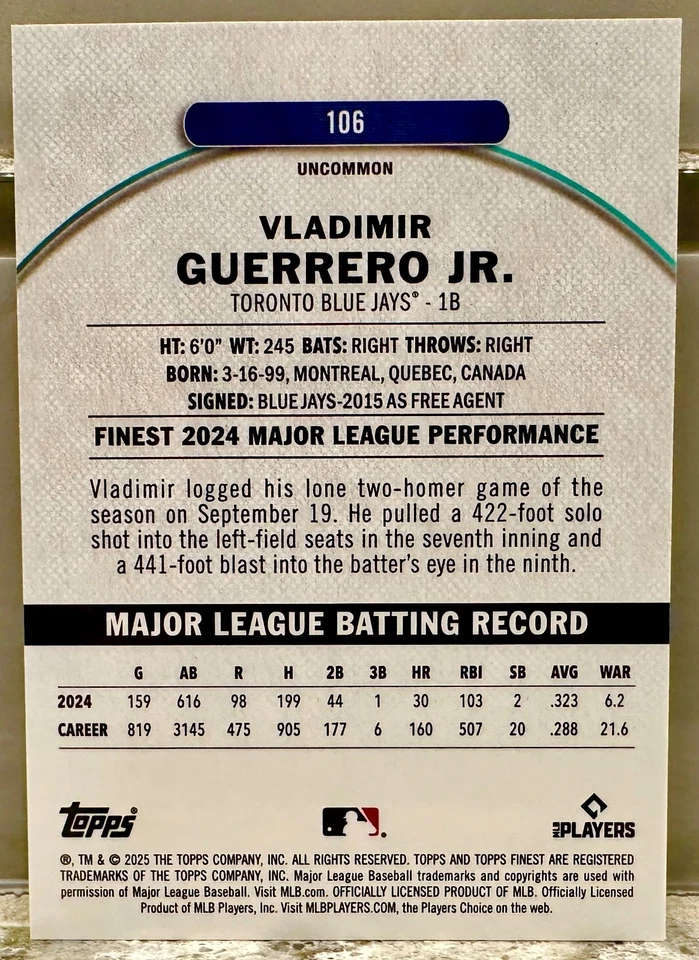 106
UNCOMMON
VLADIMIR
GUERRERO JR.
TORONTO BLUE JAYS® - 1B
HT: 6'0" WT: 245 BATS: RIGHT THROWS: RIGHT
BORN: 3-16-99, MONTREAL, QUEBEC, CANADA
SIGNED: BLUE JAYS-2015 AS FREE AGENT
FINEST 2024 MAJOR LEAGUE PERFORMANCE
Vladimir logged his lone two-homer game of the
season on September 19. He pulled a 422-foot solo
shot into the left-field seats in the seventh inning and
a 441-foot blast into the batter's eye in the ninth.
MAJOR LEAGUE BATTING RECORD
G AB R H 2B 3B HR RBI SB AVG WAR
2024 159 616 98 199 44 1 30 103 2 .323 6.2
CAREER 819 3145 475 905 177 6 160 507 20 .288 21.6
Topps®
MLB PLAYERS
®, TM & © 2025 THE TOPPS COMPANY, INC. ALL RIGHTS RESERVED. TOPPS AND TOPPS FINEST ARE REGISTERED
TRADEMARKS OF THE TOPPS COMPANY, INC. Major League Baseball trademarks and copyrights are used with
permission of Major League Baseball. Visit MLB.com. OFFICIALLY LICENSED PRODUCT OF MLB. Officially Licensed
Product of MLB Players, Inc. Visit MLBPLAYERS.COM, the Players Choice on the web.